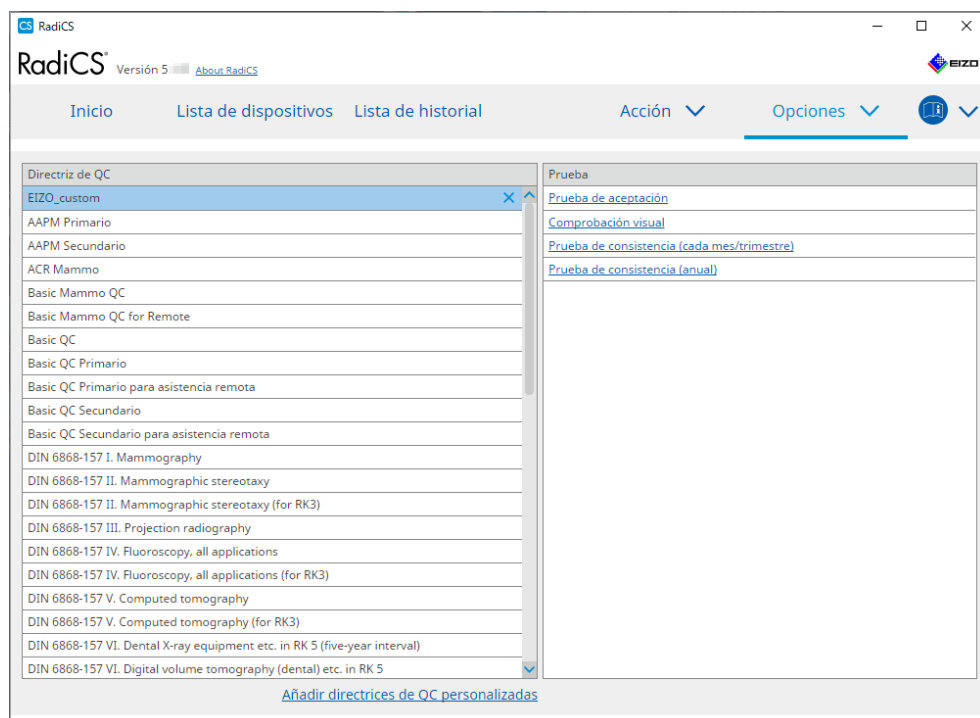 CS RadiCS
RadiCS® Versión 5 About RadiCS
EIZO
Inicio Lista de dispositivos Lista de historial Acción Opciones
Directriz de QC
EIZO_custom
AAPM Primario
AAPM Secundario
ACR Mammo
Basic Mammo QC
Basic Mammo QC for Remote
Basic QC
Basic QC Primario
Basic QC Primario para asistencia remota
Basic QC Secundario
Basic QC Secundario para asistencia remota
DIN 6868-157 I. Mammography
DIN 6868-157 II. Mammographic stereotaxy
DIN 6868-157 II. Mammographic stereotaxy (for RK3)
DIN 6868-157 III. Projection radiography
DIN 6868-157 IV. Fluoroscopy, all applications
DIN 6868-157 IV. Fluoroscopy, all applications (for RK3)
DIN 6868-157 V. Computed tomography
DIN 6868-157 V. Computed tomography (for RK3)
DIN 6868-157 VI. Dental X-ray equipment etc. in RK 5 (five-year interval)
DIN 6868-157 VI. Digital volume tomography (dental) etc. in RK 5
Prueba
Prueba de aceptación
Comprobación visual
Prueba de consistencia (cada mes/trimestre)
Prueba de consistencia (anual)
Añadir directrices de QC personalizadas